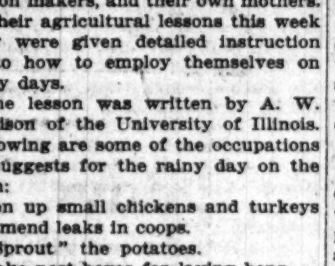 on makers, and their own mothers.
heir agricultural lessons this week
were given detailed instruction
to how to employ themselves on
y days.
ne lesson was written by A. W.
ison of the University of Illinois.
owing are some of the occupations
uggests for the rainy day on the
n:
en up small chickens and turkeys
mend leaks in coops.
Sprout" the potatoes.